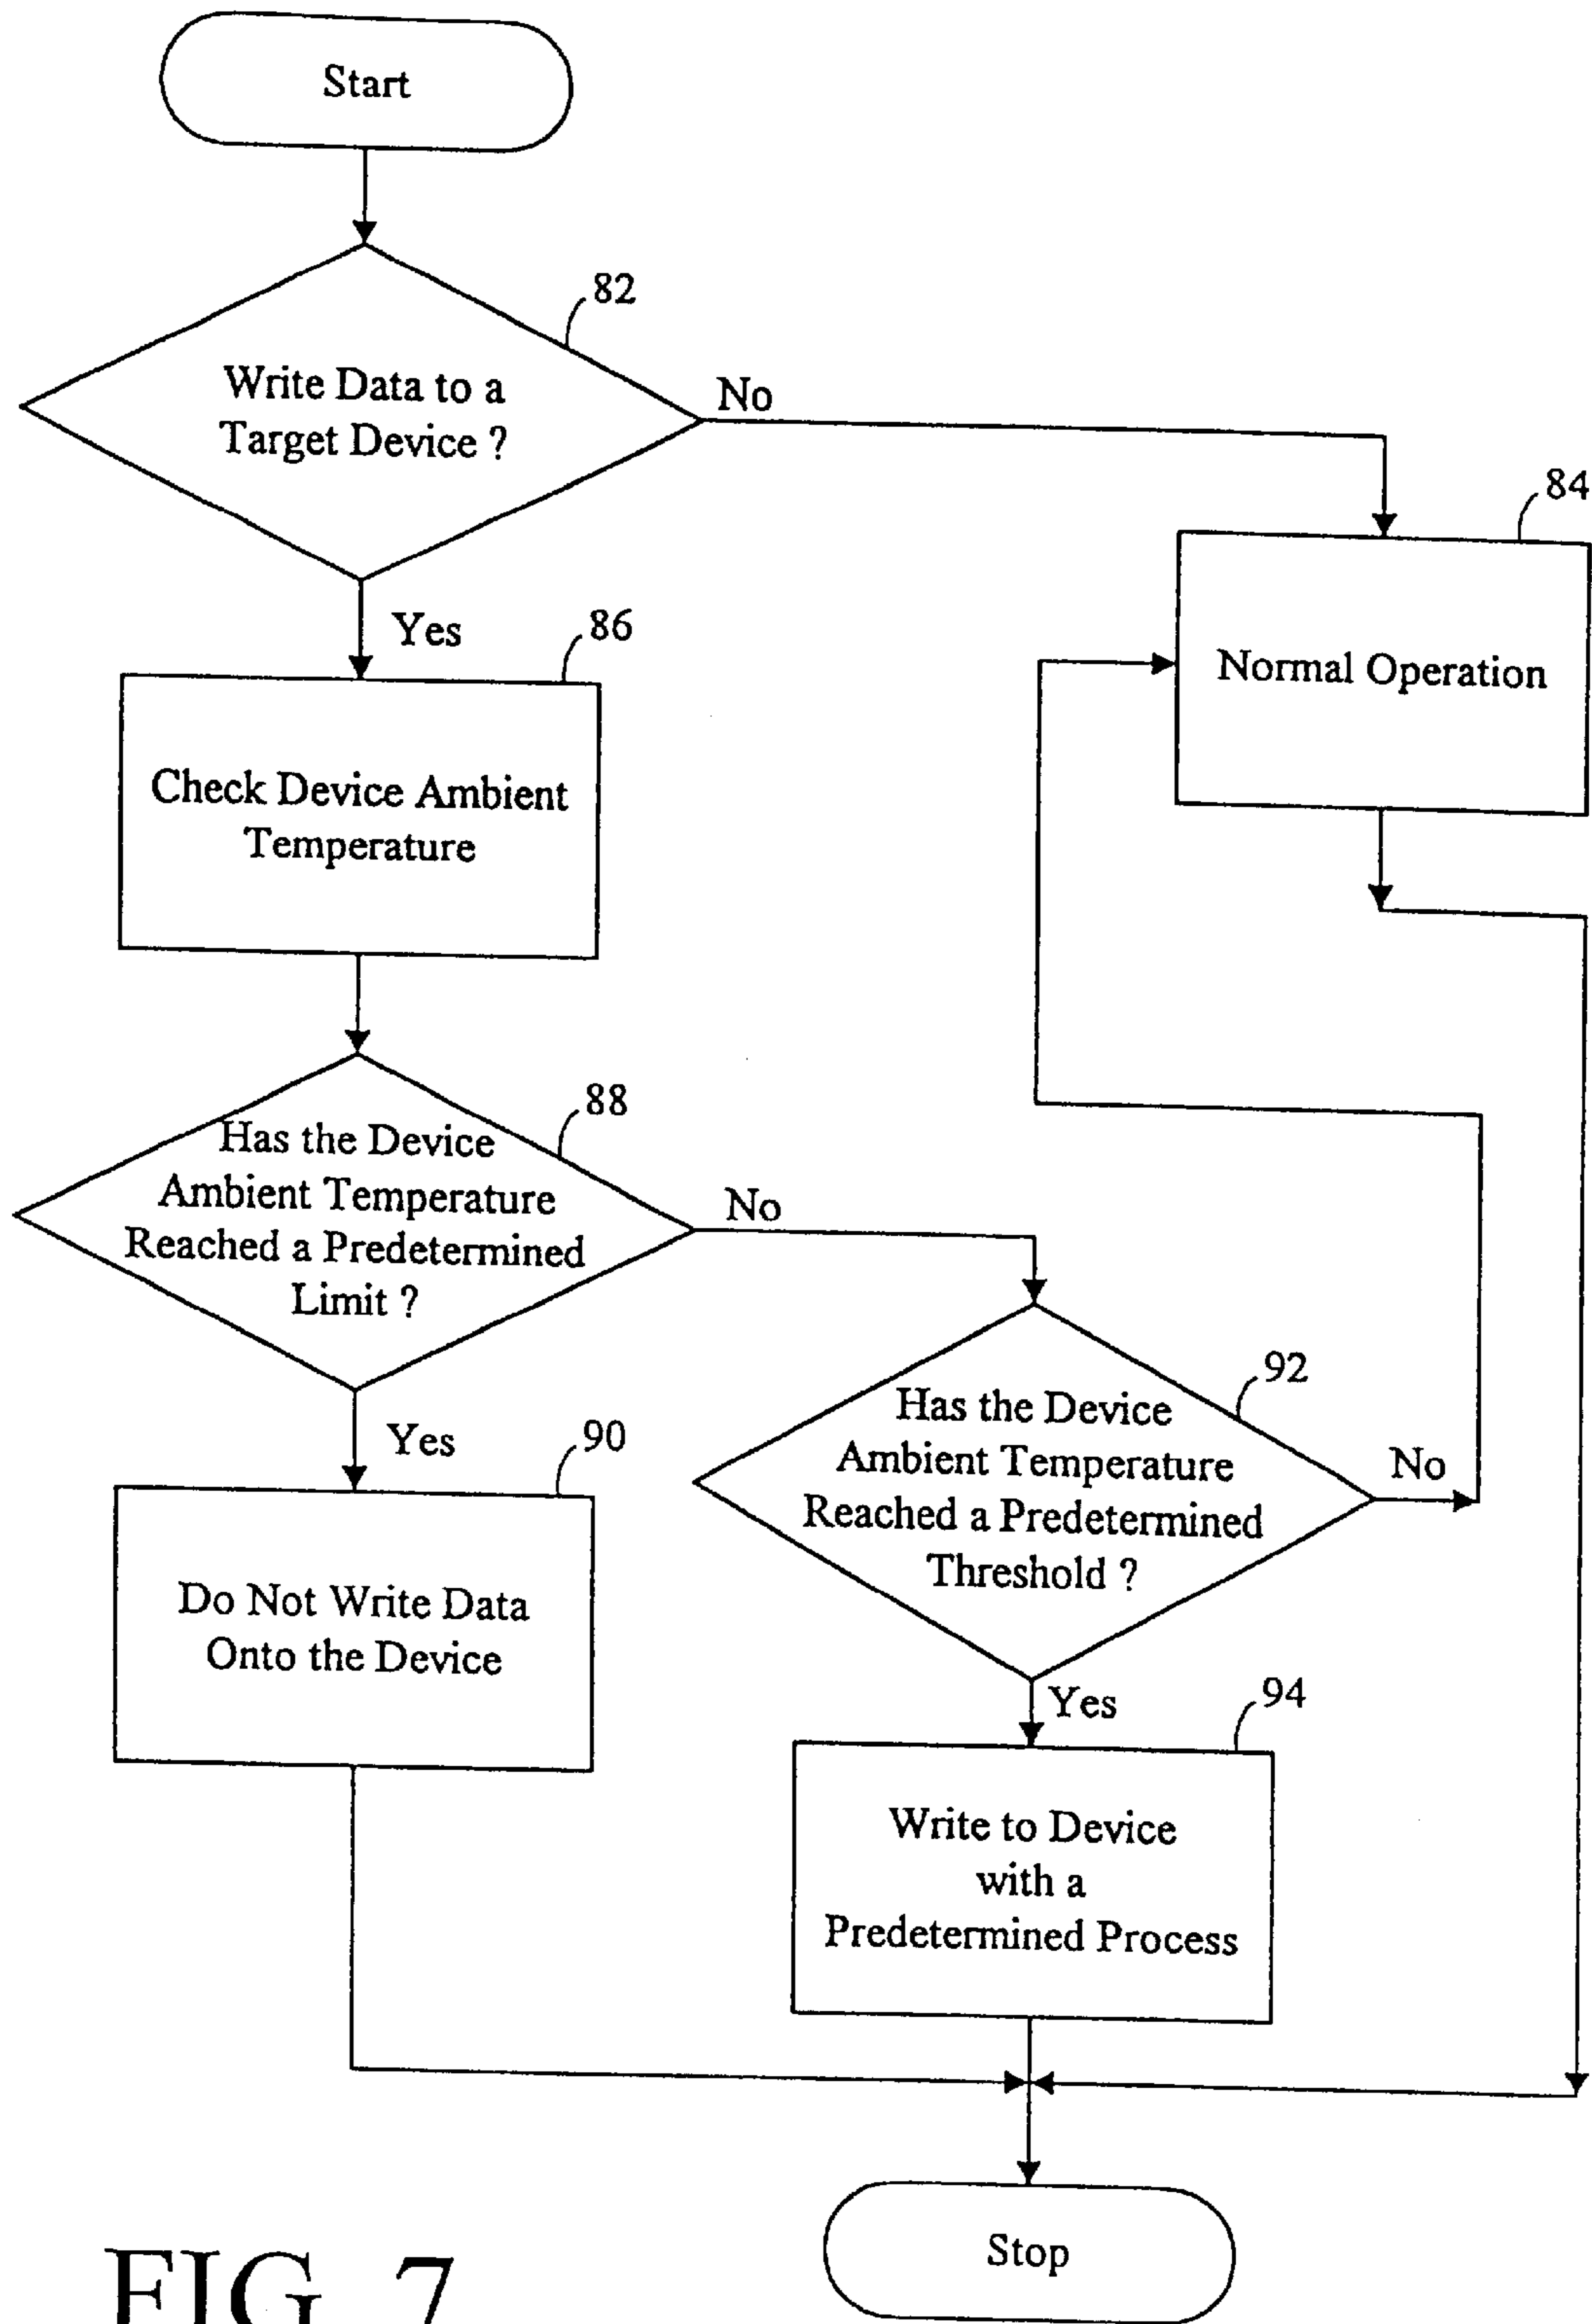 Start
82
Write Data to a
Target Device ?
No
84
Normal Operation
Yes
86
Check Device Ambient
Temperature
88
Has the Device
Ambient Temperature
Reached a Predetermined
Limit ?
No
92
Has the Device
Ambient Temperature
Reached a Predetermined
Threshold ?
No
Yes
90
Do Not Write Data
Onto the Device
Yes
94
Write to Device
with a
Predetermined Process
Stop
FIG. 7